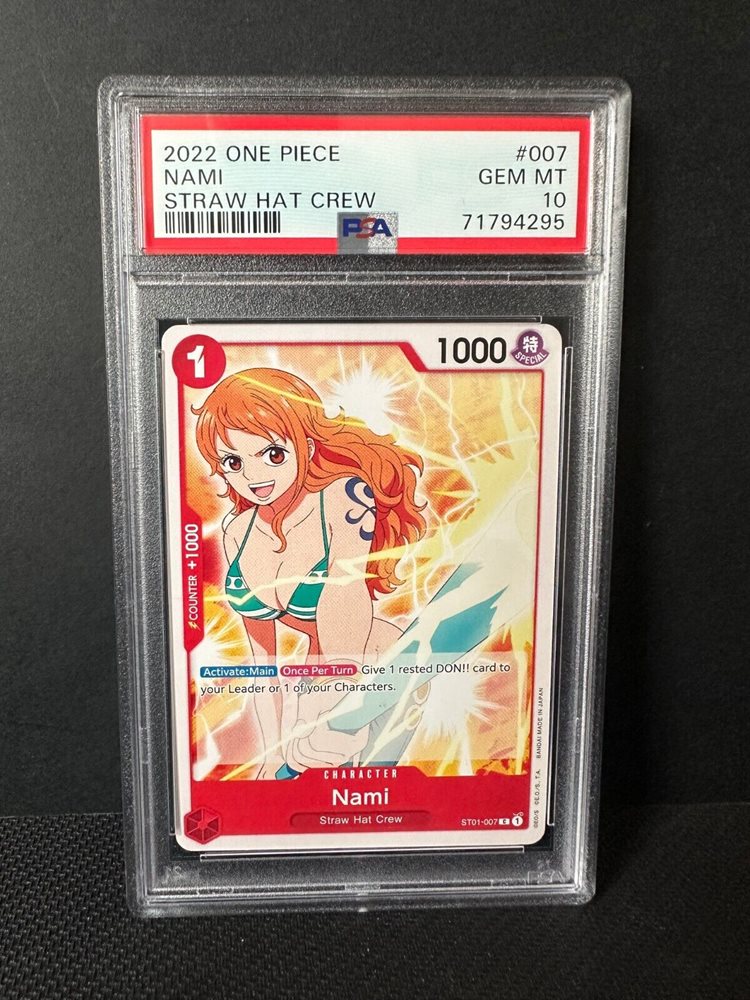 2022 ONE PIECE #007
NAMI GEM MT
STRAW HAT CREW 10
PSA 71794295
1 1000 特
SPECIAL
COUNTER +1000
Activate:Main Once Per Turn Give 1 rested DON!! card to
your Leader or 1 of your Characters.
CHARACTER
Nami
Straw Hat Crew
ST01-007 C 1
©EO/S ©E.O./S., T.A. BANDAI MADE IN JAPAN